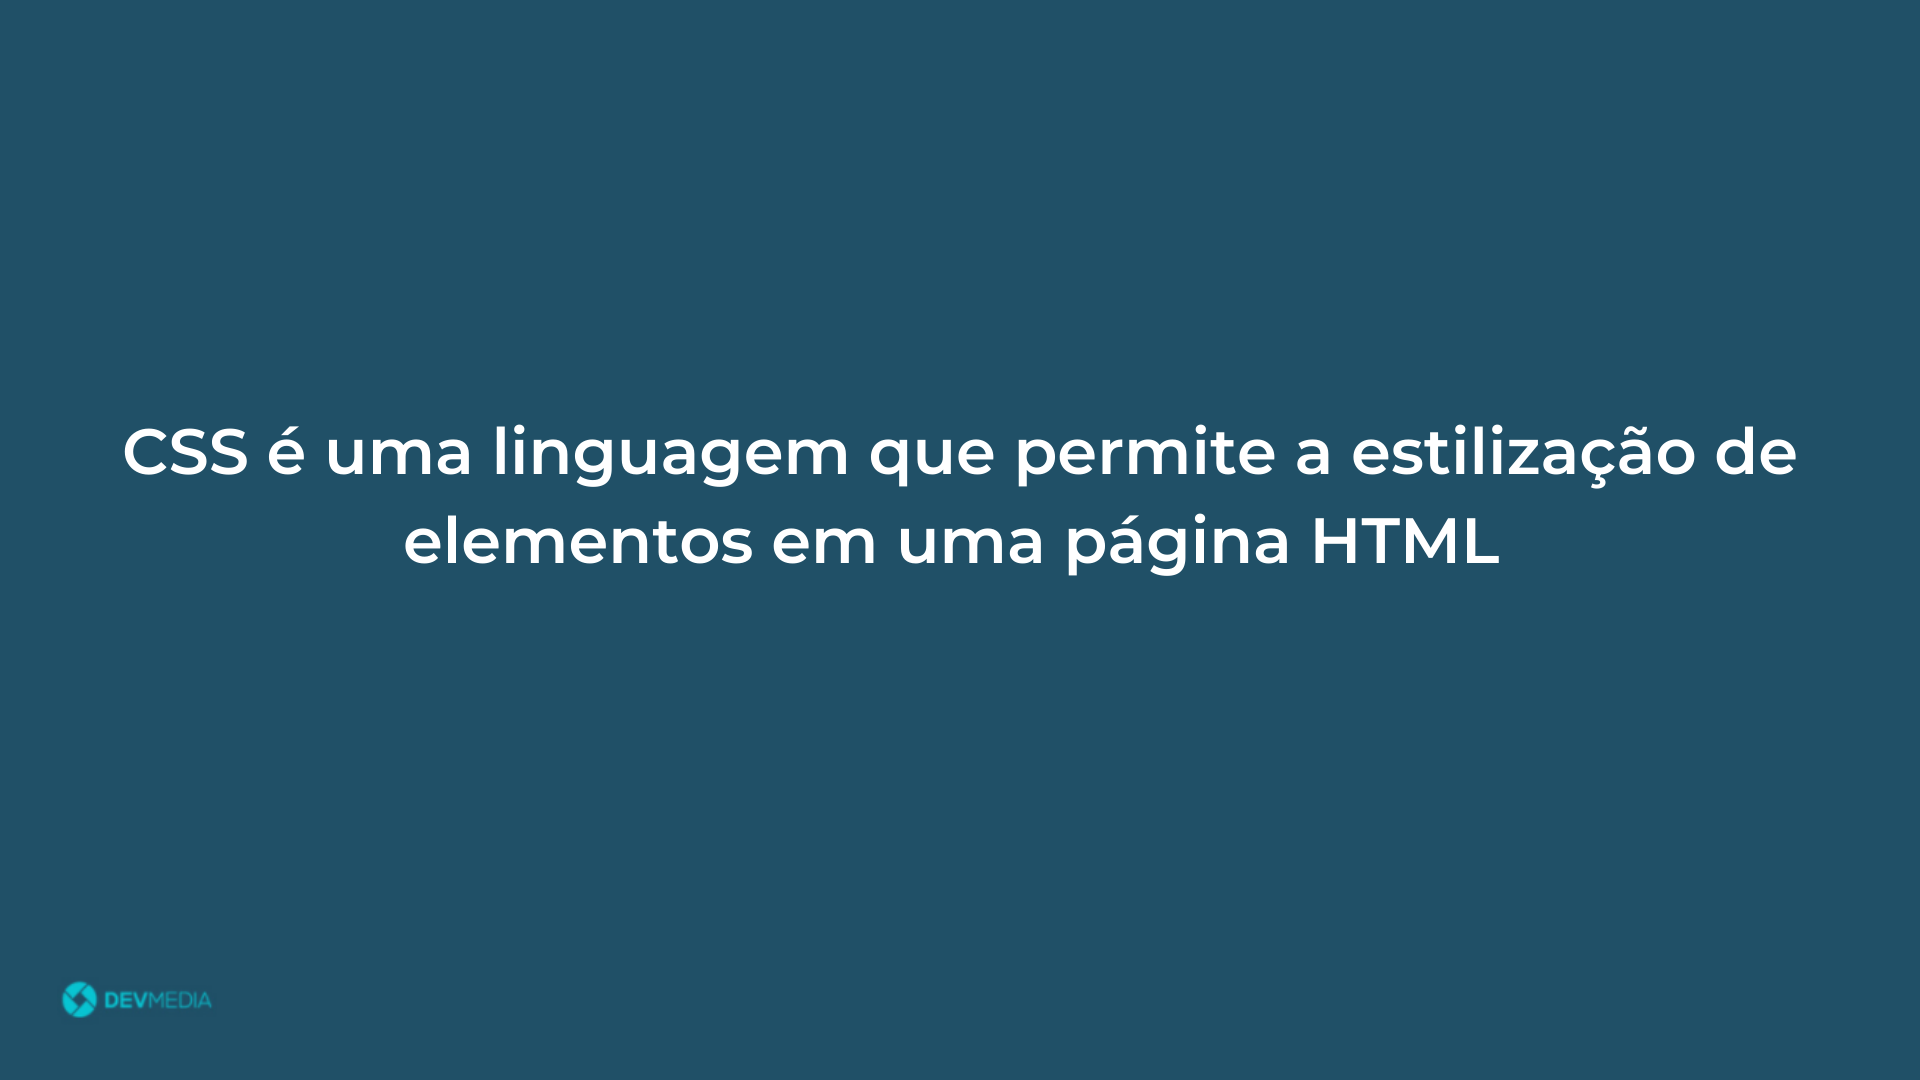 CSS é uma linguagem que permite a estilização de
elementos em uma página HTML
DEVMEDIA